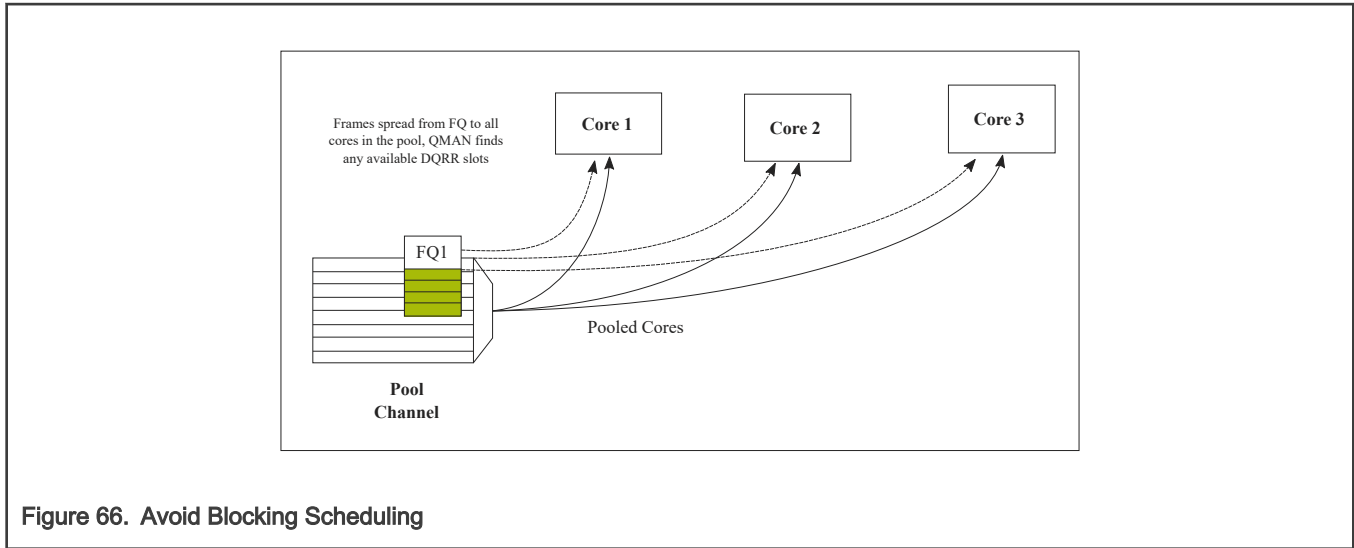 Frames spread from FQ to all
cores in the pool, QMAN finds
any available DQRR slots
Core 1
Core 2
Core 3
FQ1
Pooled Cores
Pool
Channel
Figure 66. Avoid Blocking Scheduling